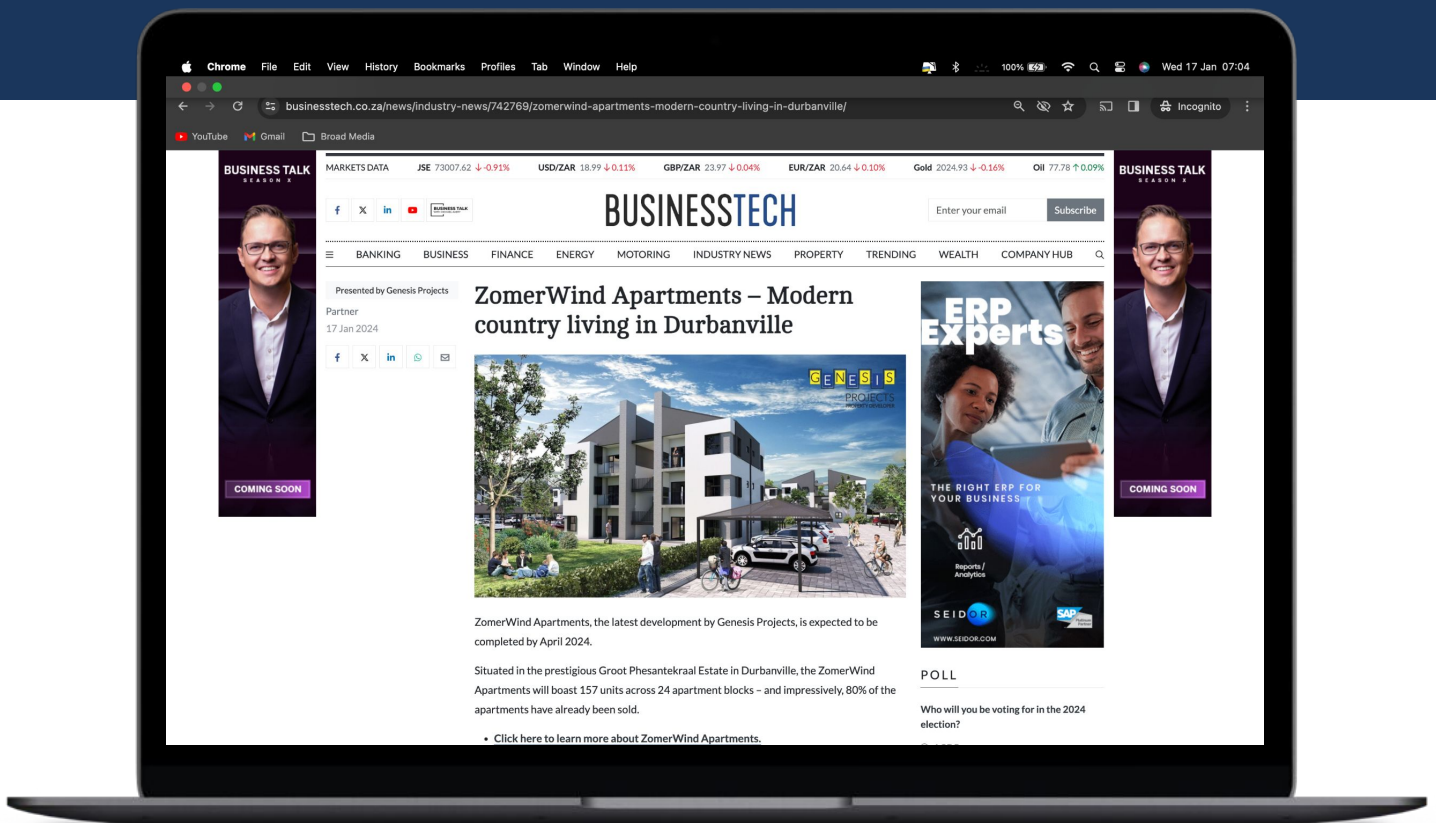 Chrome File Edit View History Bookmarks Profiles Tab Window Help
100%
Wed 17 Jan 07:04
businesstech.co.za/news/industry-news/742769/zomerwind-apartments-modern-country-living-in-durbanville/
Incognito
YouTube Gmail Broad Media
BUSINESS TALK
SEASON X
COMING SOON
MARKETS DATA JSE 73007.62 ↓ -0.91% USD/ZAR 18.99 ↓ 0.11% GBP/ZAR 23.97 ↓ 0.04% EUR/ZAR 20.64 ↓ 0.10% Gold 2024.93 ↓ -0.16% Oil 77.78 ↑ 0.09%
BUSINESS TALK
BUSINESSTECH
Enter your email Subscribe
BANKING BUSINESS FINANCE ENERGY MOTORING INDUSTRY NEWS PROPERTY TRENDING WEALTH COMPANY HUB
Presented by Genesis Projects
Partner
17 Jan 2024
ZomerWind Apartments – Modern
country living in Durbanville
GENESIS
PROJECTS
PROPERTY DEVELOPER
ZomerWind Apartments, the latest development by Genesis Projects, is expected to be
completed by April 2024.
Situated in the prestigious Groot Phesantekraal Estate in Durbanville, the ZomerWind
Apartments will boast 157 units across 24 apartment blocks – and impressively, 80% of the
apartments have already been sold.
• Click here to learn more about ZomerWind Apartments.
ERP
Experts
THE RIGHT ERP FOR
YOUR BUSINESS
Reports /
Analytics
SEIDOR
SAP
WWW.SEIDOR.COM
POLL
Who will you be voting for in the 2024
election?
BUSINESS TALK
SEASON X
COMING SOON